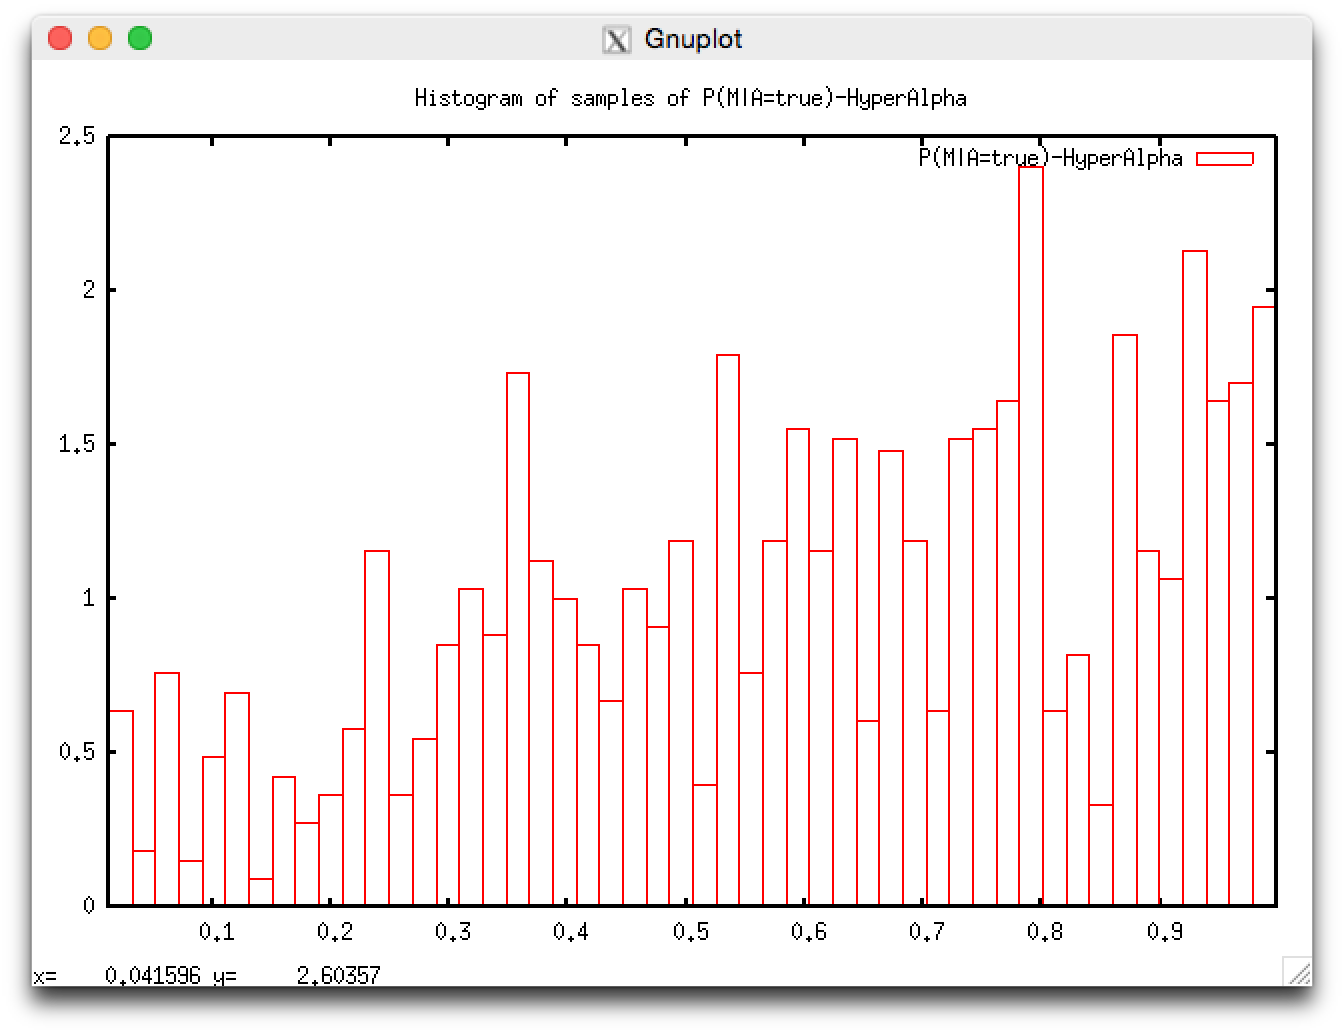 Gnuplot
Histogram of samples of P(M|A=true)-HyperAlpha
P(M|A=true)-HyperAlpha
2.5
2
1.5
1
0.5
0
0.1 0.2 0.3 0.4 0.5 0.6 0.7 0.8 0.9
x= 0.041596 y= 2.60357